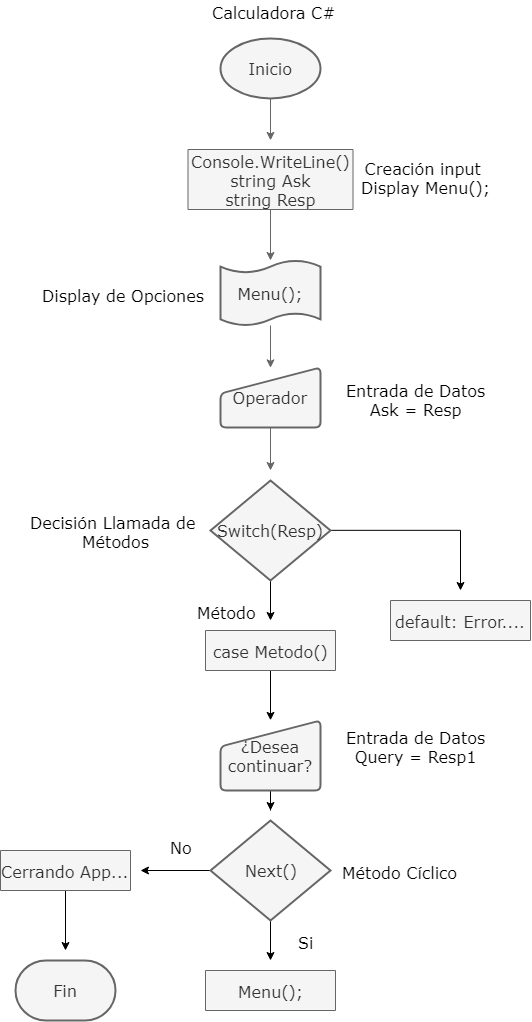 Calculadora C#
Inicio
Console.WriteLine()
string Ask
string Resp
Creación input
Display Menu();
Display de Opciones
Menu();
Operador
Entrada de Datos
Ask = Resp
Decisión Llamada de
Métodos
Switch(Resp)
default: Error....
Método
case Metodo()
¿Desea
continuar?
Entrada de Datos
Query = Resp1
No
Next()
Método Cíclico
Cerrando App...
Si
Fin
Menu();